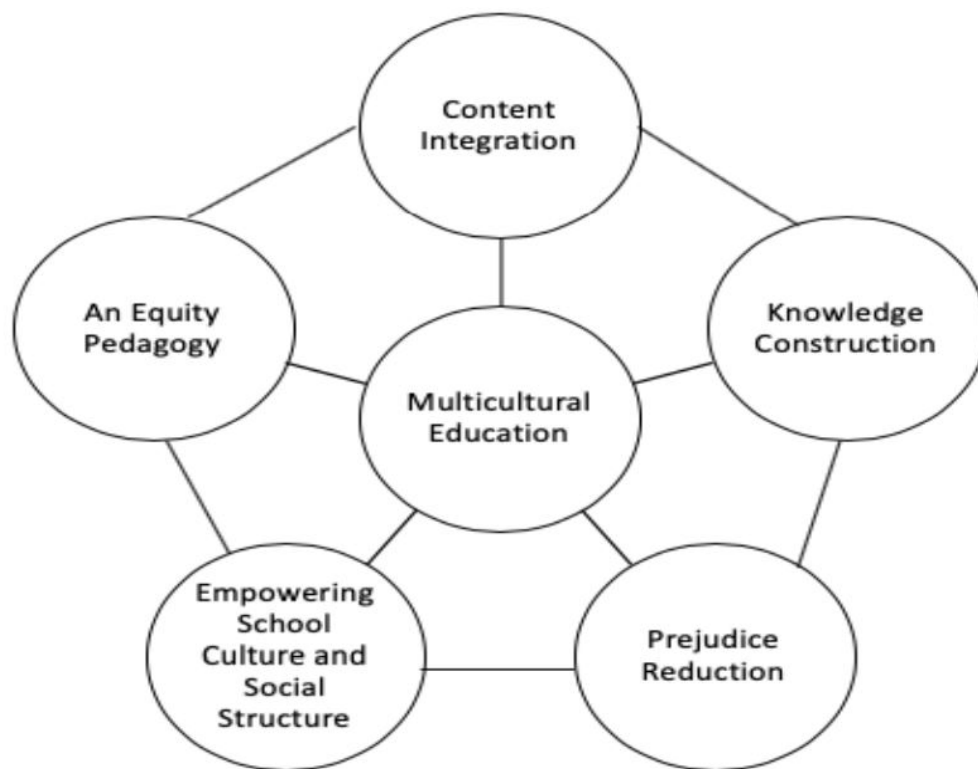 Content
Integration
An Equity
Pedagogy
Knowledge
Construction
Multicultural
Education
Empowering
School
Culture and
Social
Structure
Prejudice
Reduction